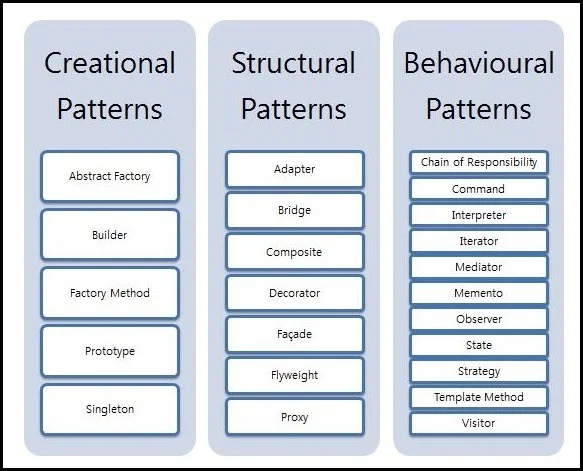 Creational
Patterns
Abstract Factory
Builder
Factory Method
Prototype
Singleton
Structural
Patterns
Adapter
Bridge
Composite
Decorator
Façade
Flyweight
Proxy
Behavioural
Patterns
Chain of Responsibility
Command
Interpreter
Iterator
Mediator
Memento
Observer
State
Strategy
Template Method
Visitor